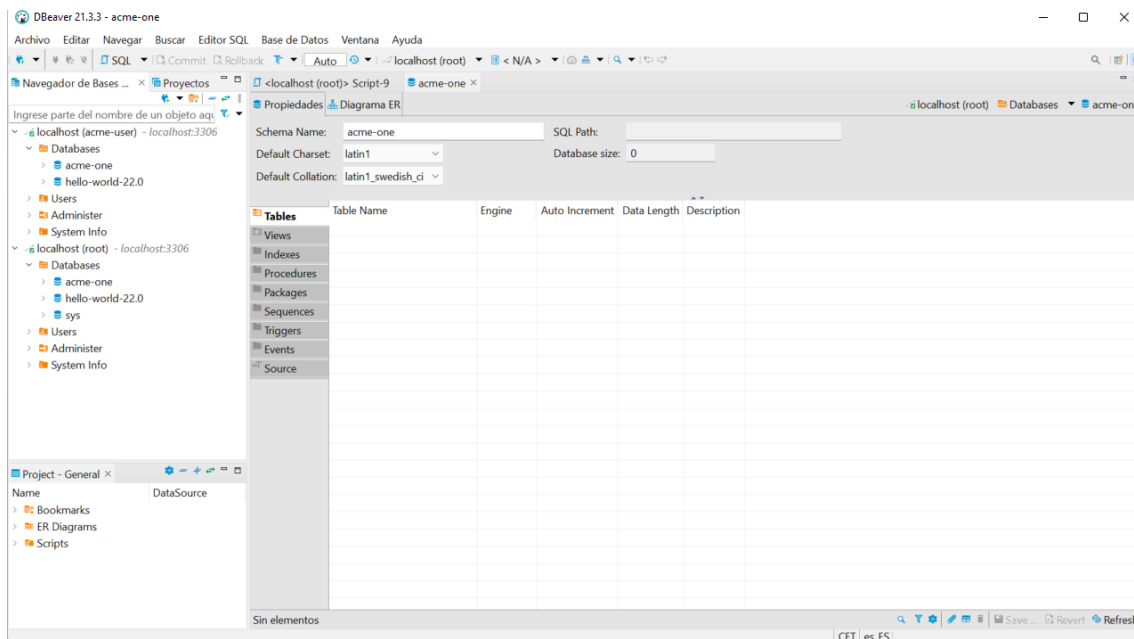 DBeaver 21.3.3 - acme-one
Archivo Editar Navegar Buscar Editor SQL Base de Datos Ventana Ayuda
SQL Commit Rollback Auto localhost (root) < N/A >
Navegador de Bases ... Proyectos
Ingrese parte del nombre de un objeto aqu
localhost (acme-user) - localhost:3306
Databases
acme-one
hello-world-22.0
Users
Administer
System Info
localhost (root) - localhost:3306
Databases
acme-one
hello-world-22.0
sys
Users
Administer
System Info
Project - General
Name DataSource
Bookmarks
ER Diagrams
Scripts
<localhost (root)> Script-9 acme-one
Propiedades Diagrama ER localhost (root) Databases acme-on
Schema Name: acme-one SQL Path:
Default Charset: latin1 Database size: 0
Default Collation: latin1_swedish_ci
Tables
Views
Indexes
Procedures
Packages
Sequences
Triggers
Events
Source
Table Name Engine Auto Increment Data Length Description
Sin elementos Save ... Revert Refresh
CET es_ES